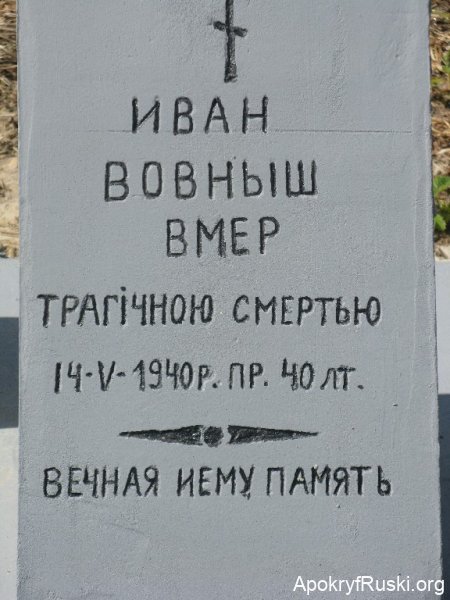 ИВАН
ВОВНЫШ
ВМЕР
ТРАГІЧНОЮ СМЕРТЬЮ
14-V-1940Р. ПР. 40 ЛТ.
ВЕЧНАЯ ИЕМУ ПАМЯТЬ
ApokryfRuski.org